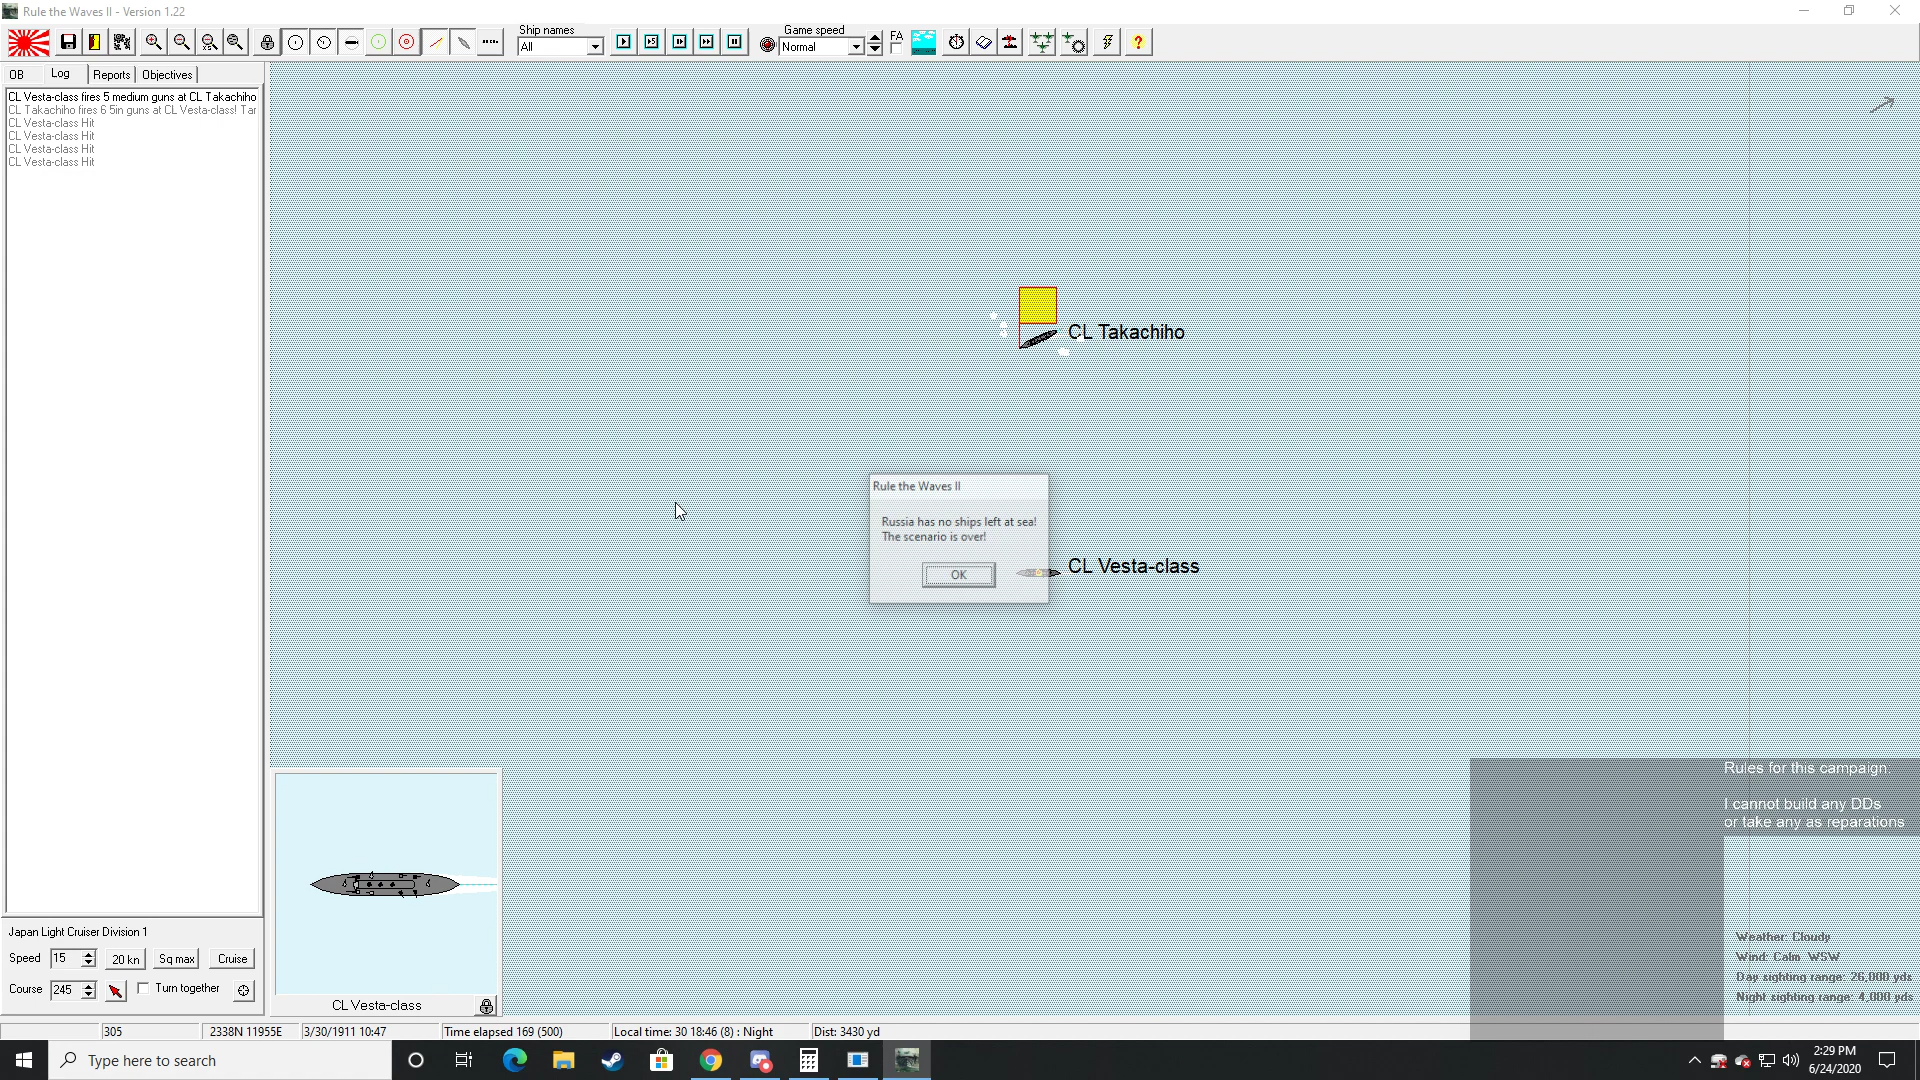 Rule the Waves II - Version 1.22
Ship names
All
Game speed
Normal
FA
OB
Log
Reports
Objectives
CL Vesta-class fires 5 medium guns at CL Takachiho
CL Takachiho fires 6 5in guns at CL Vesta-class! Tar
CL Vesta-class Hit
CL Vesta-class Hit
CL Vesta-class Hit
CL Vesta-class Hit
CL Takachiho
Rule the Waves II
Russia has no ships left at sea!
The scenario is over!
OK
CL Vesta-class
Rules for this campaign:
I cannot build any DDs
or take any as reparations
Weather: Cloudy
Wind: Calm WSW
Day sighting range: 26,000 yds
Night sighting range: 4,000 yds
Japan Light Cruiser Division 1
Speed 15 20 kn Sq max Cruise
Course 245 Turn together
CL Vesta-class
305 2338N 11955E 3/30/1911 10:47 Time elapsed 169 (500) Local time: 30 18:46 (8) : Night Dist: 3430 yd
Type here to search
2:29 PM
6/24/2020